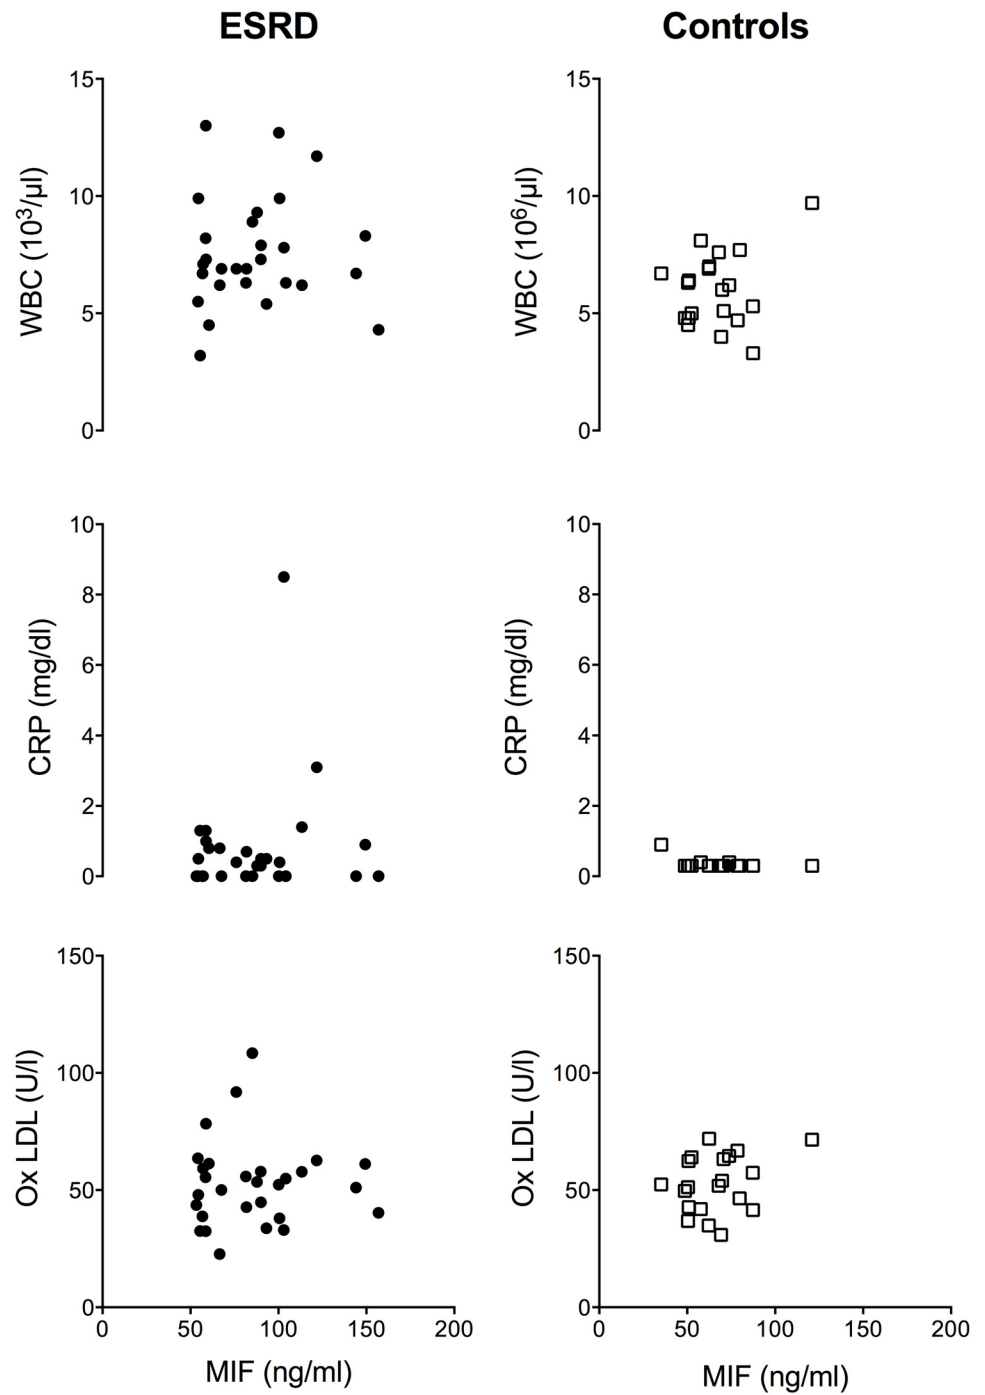 ESRD Controls
15 15
10 10
5 5
0 0
WBC (10³/µl) WBC (10⁶/µl)
10 10
8 8
6 6
4 4
2 2
0 0
CRP (mg/dl) CRP (mg/dl)
150 150
100 100
50 50
0 0
Ox LDL (U/l) Ox LDL (U/l)
0 50 100 150 200 0 50 100 150 200
MIF (ng/ml) MIF (ng/ml)